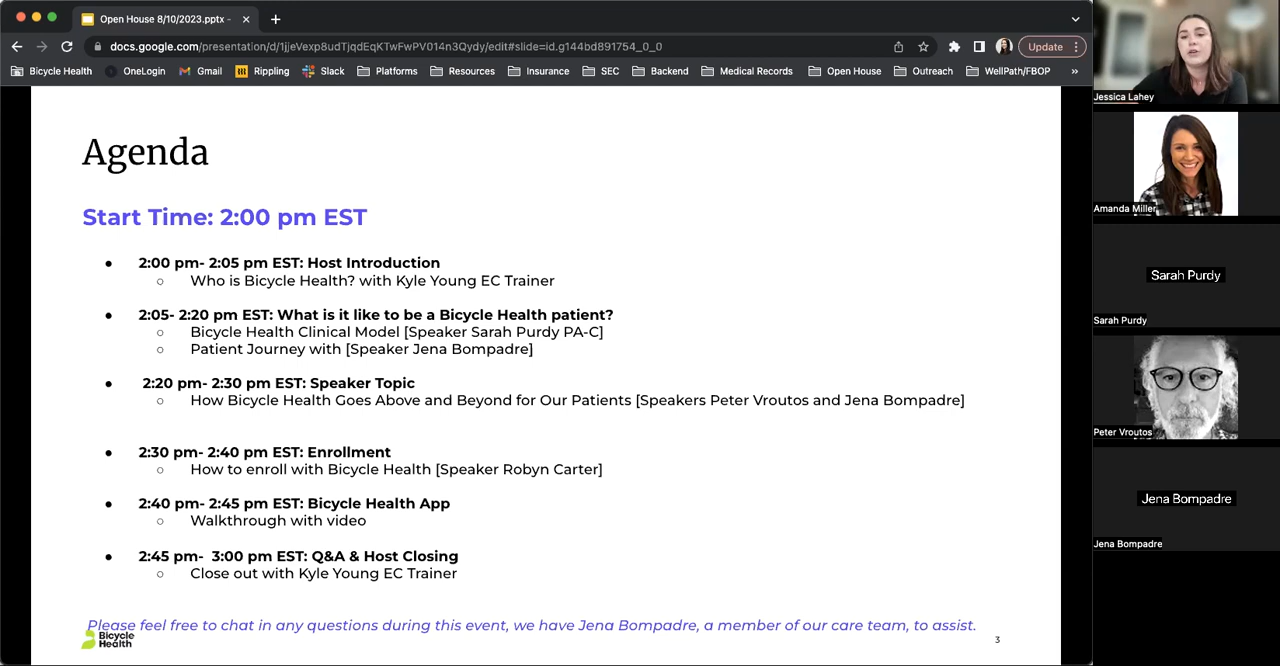 Open House 8/10/2023.pptx -
docs.google.com/presentation/d/1jjeVexp8udTjqdEqKTwFwPV014n3Qydy/edit#slide=id.g144bd891754_0_0
Update
Bicycle Health
OneLogin
Gmail
Rippling
Slack
Platforms
Resources
Insurance
SEC
Backend
Medical Records
Open House
Outreach
WellPath/FBOP
»
Agenda
Start Time: 2:00 pm EST
• 2:00 pm- 2:05 pm EST: Host Introduction
○ Who is Bicycle Health? with Kyle Young EC Trainer
• 2:05- 2:20 pm EST: What is it like to be a Bicycle Health patient?
○ Bicycle Health Clinical Model [Speaker Sarah Purdy PA-C]
○ Patient Journey with [Speaker Jena Bompadre]
• 2:20 pm- 2:30 pm EST: Speaker Topic
○ How Bicycle Health Goes Above and Beyond for Our Patients [Speakers Peter Vroutos and Jena Bompadre]
• 2:30 pm- 2:40 pm EST: Enrollment
○ How to enroll with Bicycle Health [Speaker Robyn Carter]
• 2:40 pm- 2:45 pm EST: Bicycle Health App
○ Walkthrough with video
• 2:45 pm- 3:00 pm EST: Q&A & Host Closing
○ Close out with Kyle Young EC Trainer
Please feel free to chat in any questions during this event, we have Jena Bompadre, a member of our care team, to assist.
Bicycle
Health
3
Jessica Lahey
Amanda Miller
Sarah Purdy
Sarah Purdy
Peter Vroutos
Jena Bompadre
Jena Bompadre